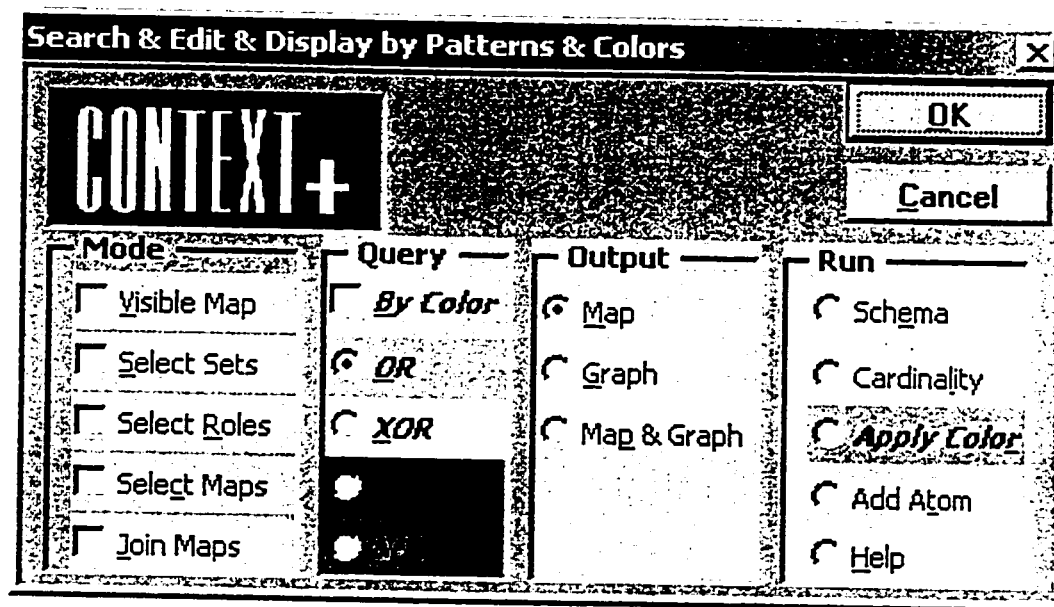 Search & Edit & Display by Patterns & Colors
CONTEXT+
OK
Cancel
Mode
Visible Map
Select Sets
Select Roles
Select Maps
Join Maps
Query
By Color
OR
XOR
Output
Map
Graph
Map & Graph
Run
Schema
Cardinality
Apply Color
Add Atom
Help